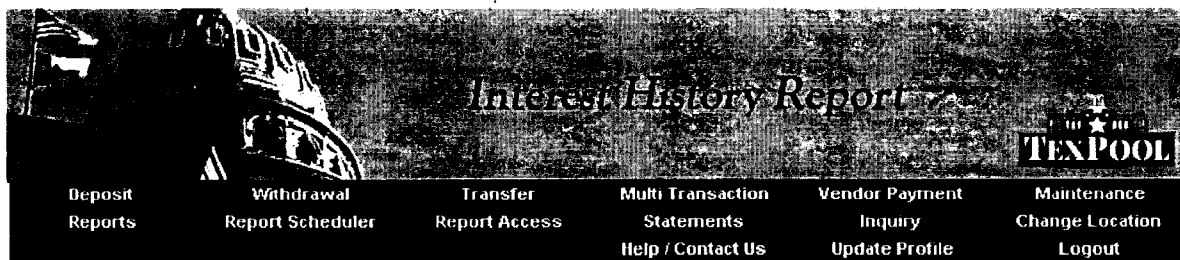 Interest History Report
TEXPOOL
Deposit Withdrawal Transfer Multi Transaction Vendor Payment Maintenance
Reports Report Scheduler Report Access Statements Inquiry Change Location
Help / Contact Us Update Profile Logout